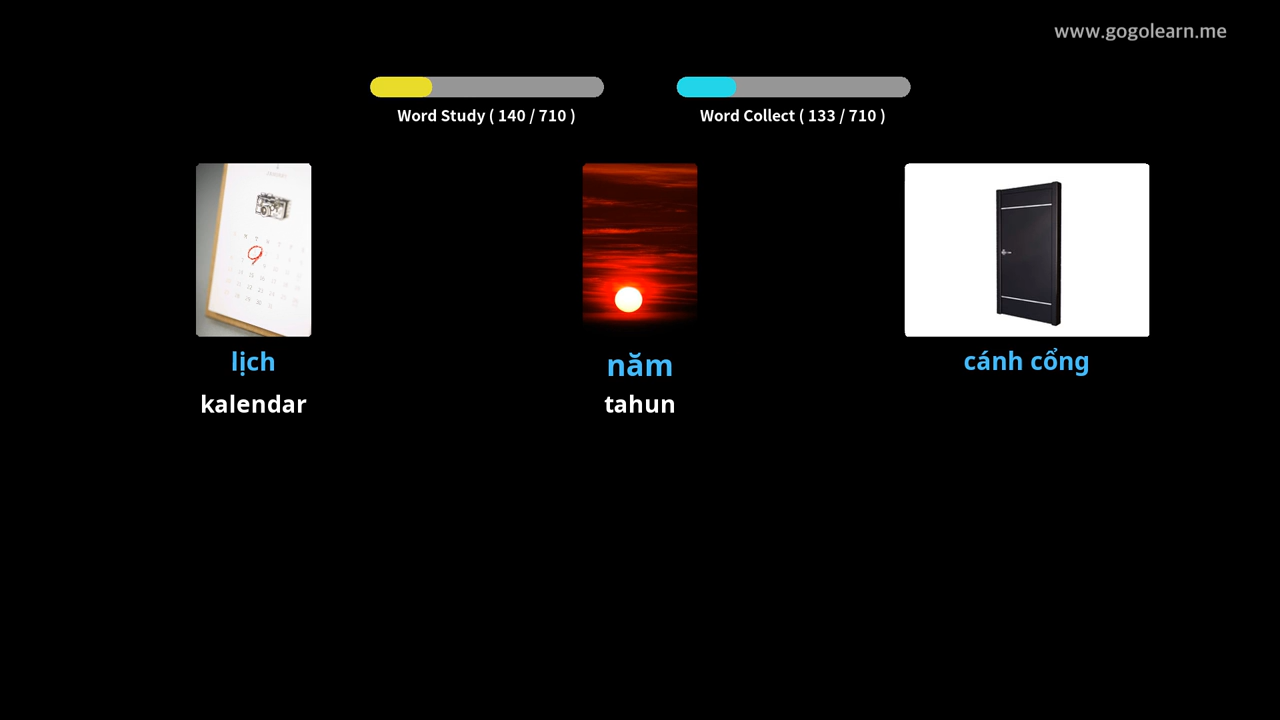 www.gogolearn.me
Word Study ( 140 / 710 )
Word Collect ( 133 / 710 )
lịch
năm
cánh cổng
kalendar
tahun